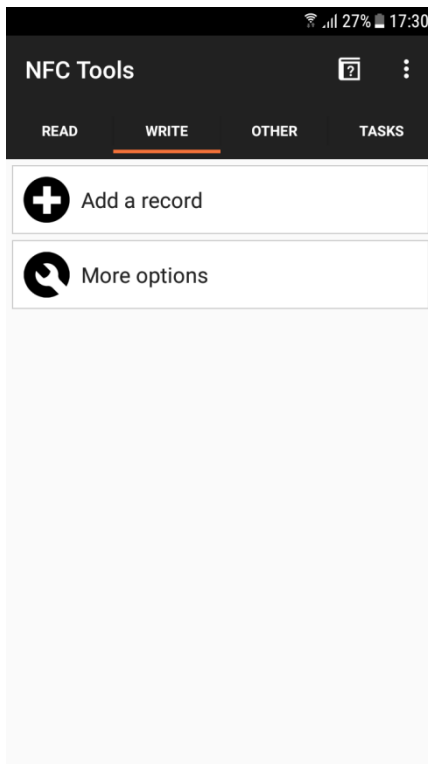 27% 17:30
NFC Tools
?
READ WRITE OTHER TASKS
Add a record
More options